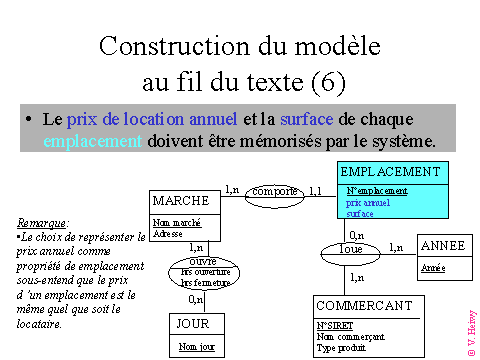 Construction du modèle
au fil du texte (6)
• Le prix de location annuel et la surface de chaque
emplacement doivent être mémorisés par le système.
EMPLACEMENT
N°emplacement
prix annuel
surface
1,n comporte 1,1
MARCHE
Nom marché
Adresse
Remarque:
•Le choix de représenter le
prix annuel comme
propriété de emplacement
sous-entend que le prix
d 'un emplacement est le
même quel que soit le
locataire.
1,n
ouvre
hrs ouverture
hrs fermeture
0,n
JOUR
Nom jour
0,n
loue
1,n
ANNEE
Année
1,n
COMMERCANT
N°SIRET
Nom commerçant
Type produit